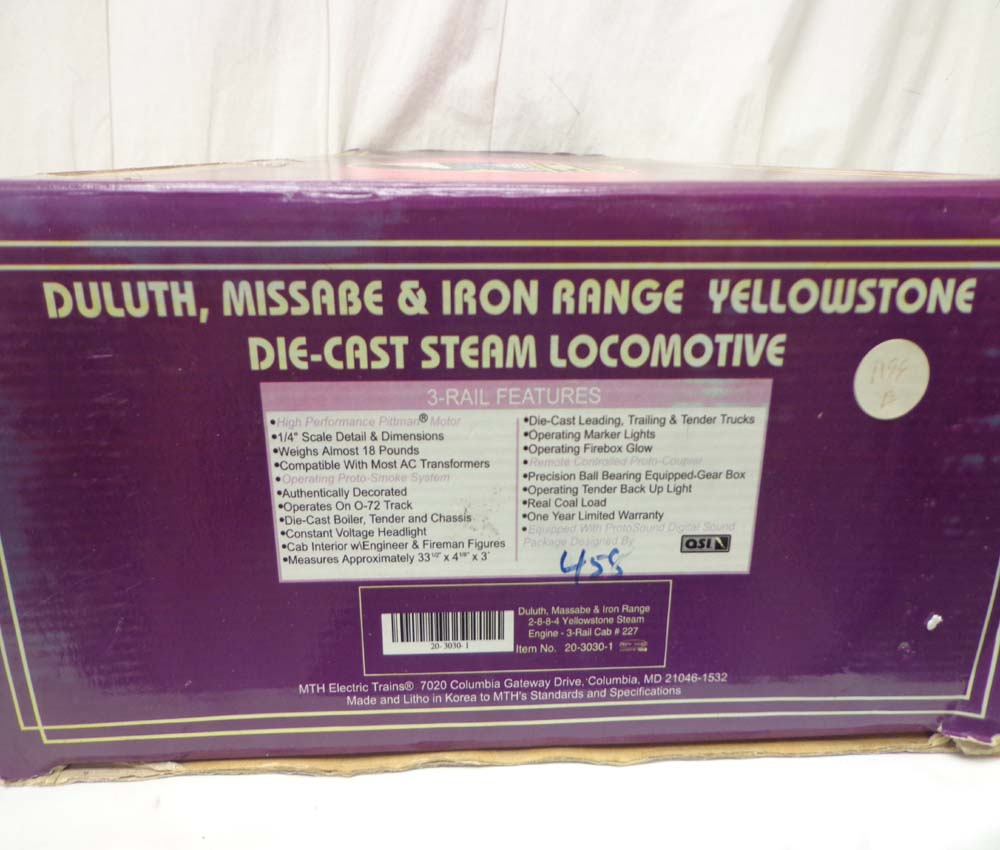 DULUTH, MISSABE & IRON RANGE YELLOWSTONE
DIE-CAST STEAM LOCOMOTIVE
3-RAIL FEATURES
•High Performance Pittman® Motor
•1/4" Scale Detail & Dimensions
•Weighs Almost 18 Pounds
•Compatible With Most AC Transformers
•Operating Proto-Smoke System
•Authentically Decorated
•Operates On O-72 Track
•Die-Cast Boiler, Tender and Chassis
•Constant Voltage Headlight
•Cab Interior w\Engineer & Fireman Figures
•Measures Approximately 33 1/2" x 4 1/8" x 3"
•Die-Cast Leading, Trailing & Tender Trucks
•Operating Marker Lights
•Operating Firebox Glow
•Remote Controlled Proto-Coupler
•Precision Ball Bearing Equipped Gear Box
•Operating Tender Back Up Light
•Real Coal Load
•One Year Limited Warranty
•Equipped With ProtoSound Digital Sound
Package Designed By
QSI
20-3030-1
Duluth, Massabe & Iron Range
2-8-8-4 Yellowstone Steam
Engine - 3-Rail Cab # 227
Item No. 20-3030-1
MTH Electric Trains® 7020 Columbia Gateway Drive, Columbia, MD 21046-1532
Made and Litho in Korea to MTH's Standards and Specifications